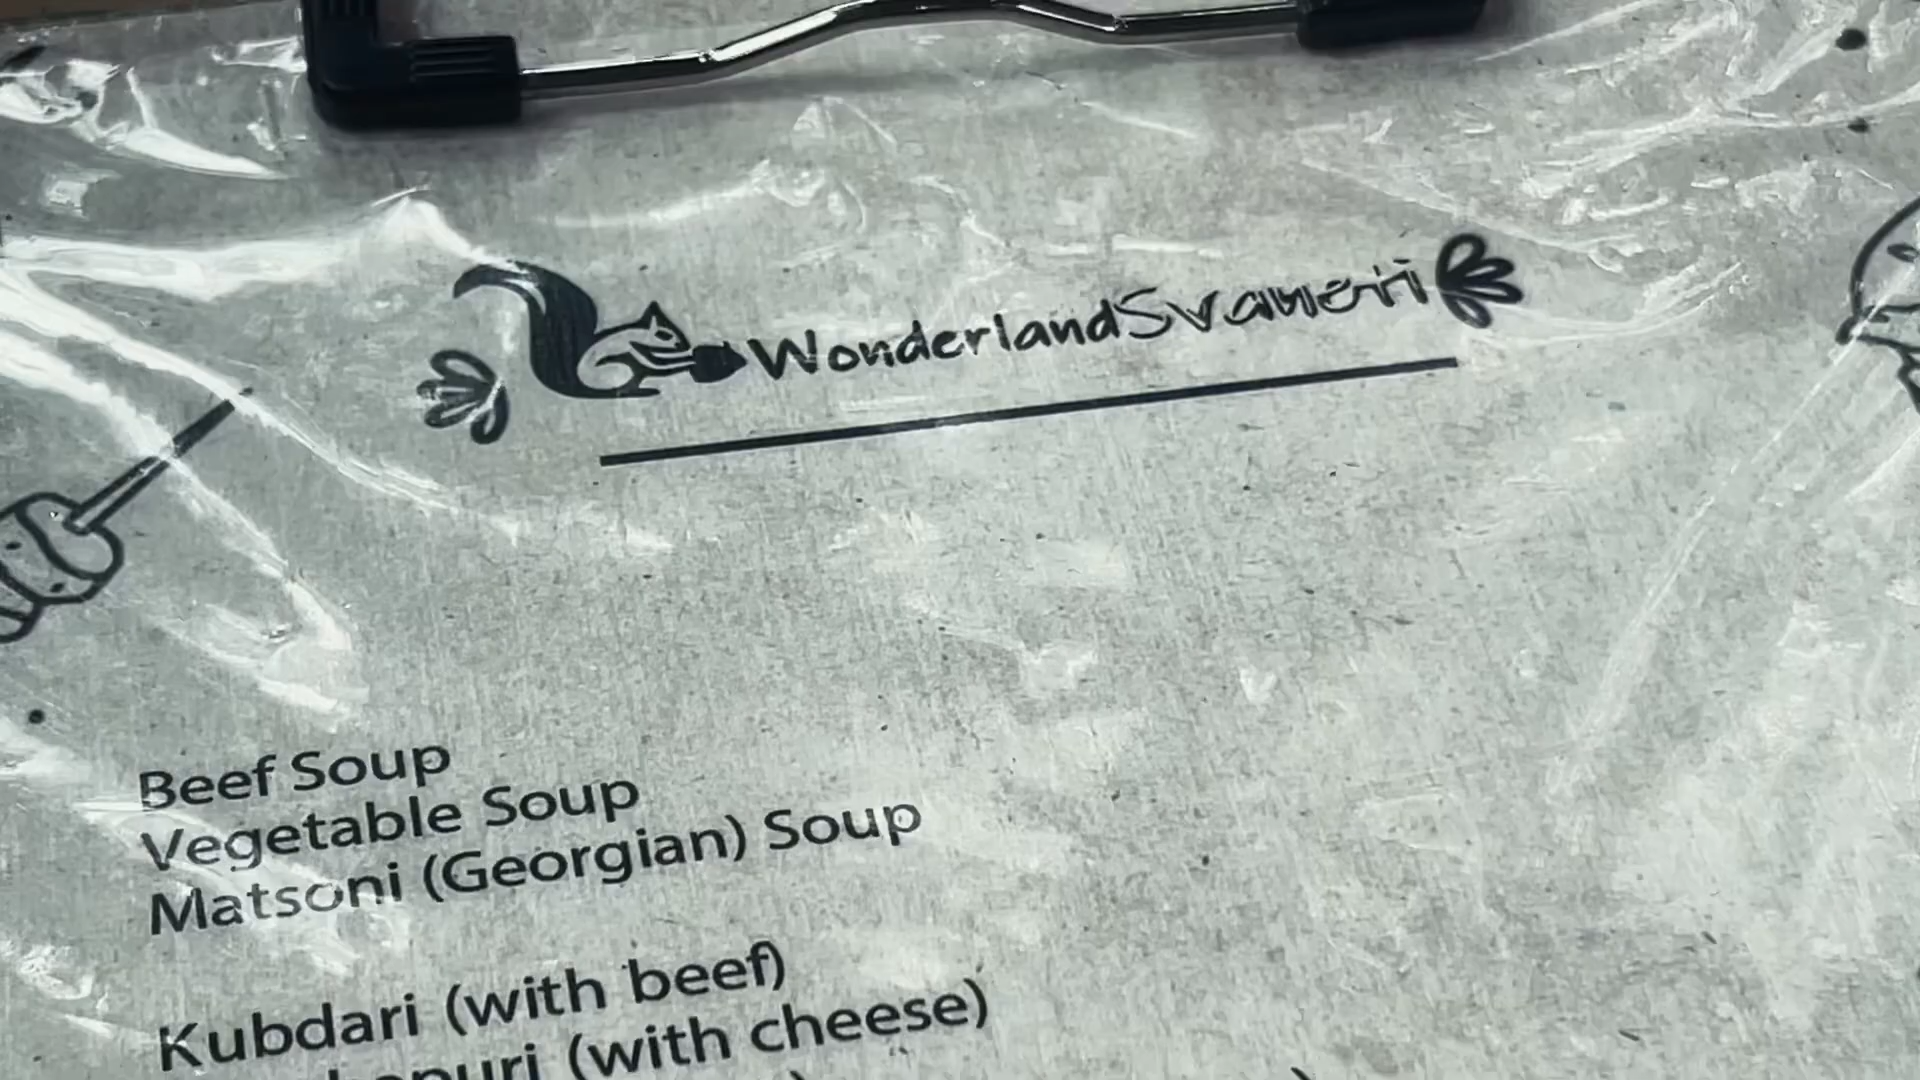 WonderlandSvaneti
Beef Soup
Vegetable Soup
Matsoni (Georgian) Soup
Kubdari (with beef)
(with cheese)